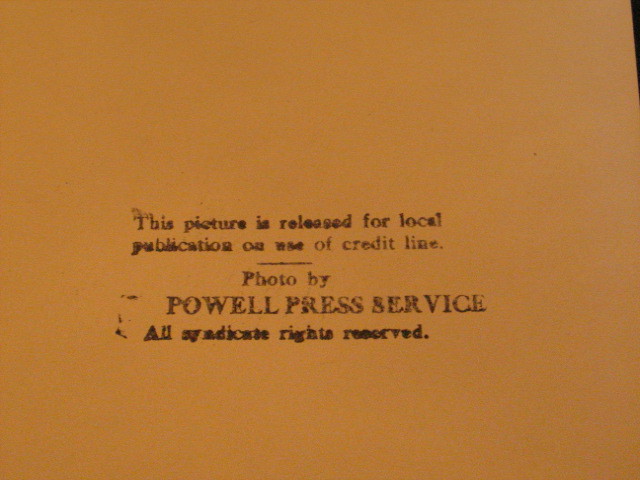 This picture is released for local
publication on use of credit line.
Photo by
POWELL PRESS SERVICE
All syndicate rights reserved.